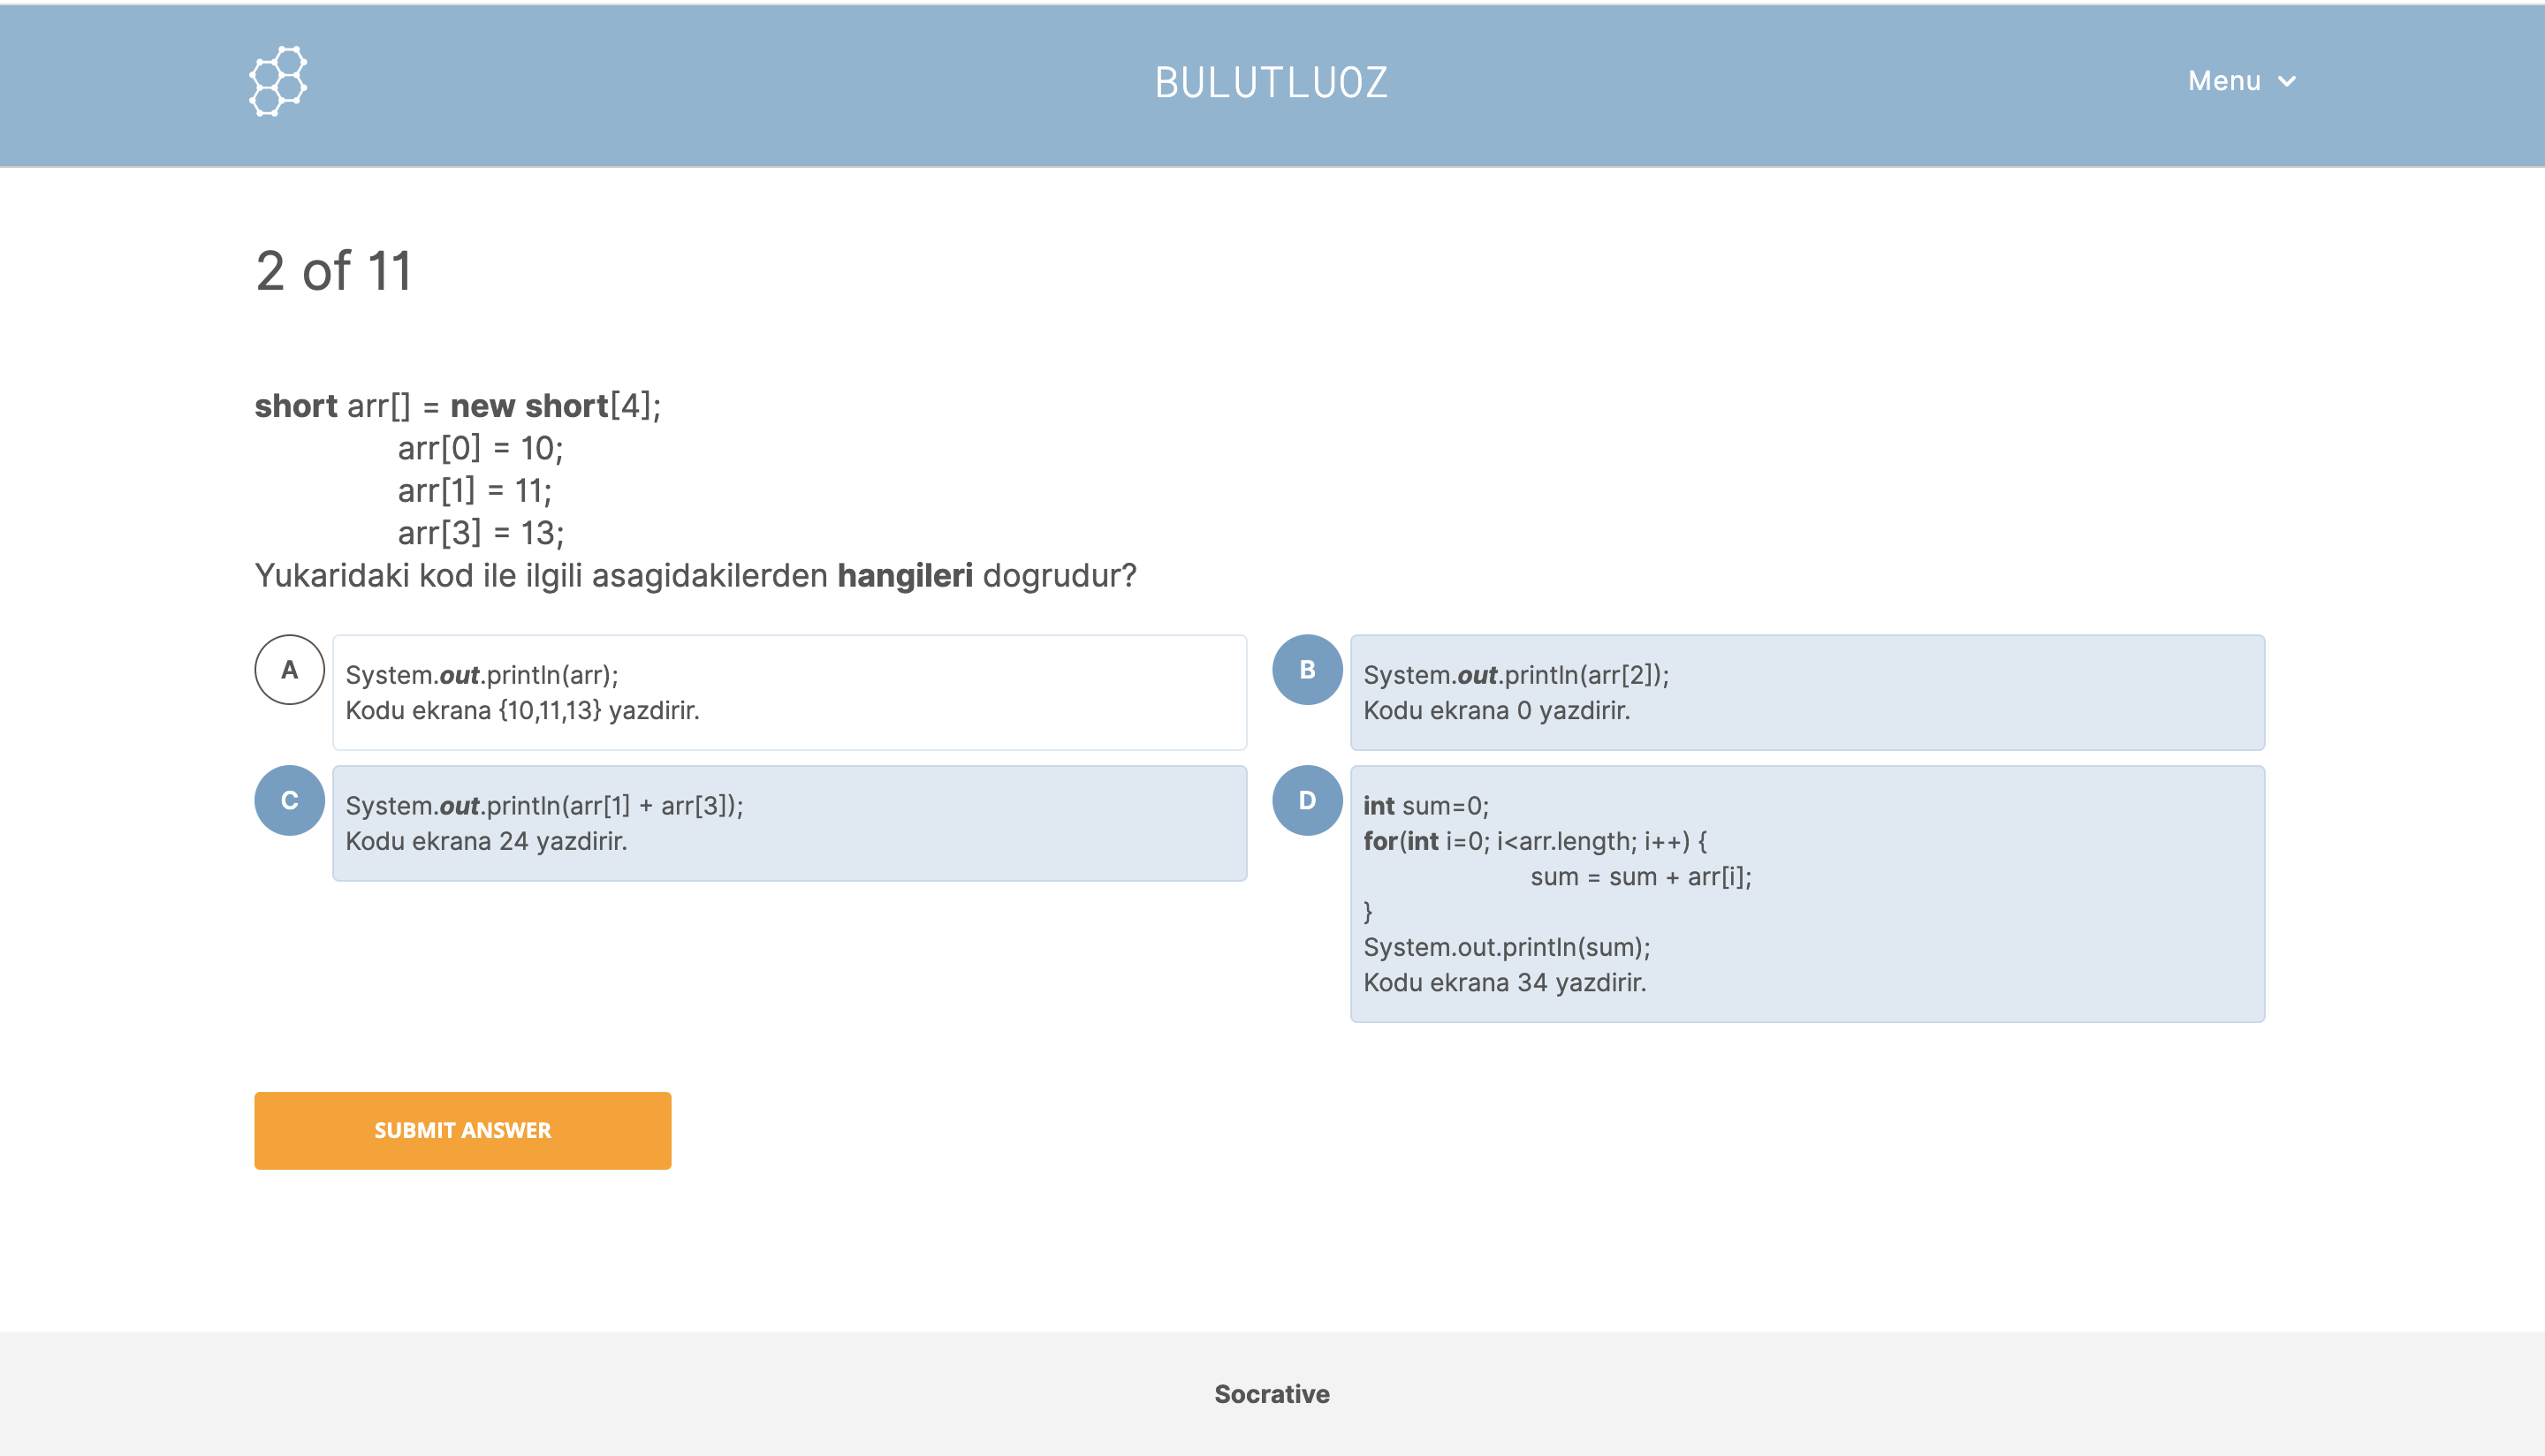 BULUTLUOZ
Menu
2 of 11
short arr[] = new short[4];
arr[0] = 10;
arr[1] = 11;
arr[3] = 13;
Yukaridaki kod ile ilgili asagidakilerden hangileri dogrudur?
A
System.out.println(arr);
Kodu ekrana {10,11,13} yazdirir.
B
System.out.println(arr[2]);
Kodu ekrana 0 yazdirir.
C
System.out.println(arr[1] + arr[3]);
Kodu ekrana 24 yazdirir.
D
int sum=0;
for(int i=0; i<arr.length; i++) {
sum = sum + arr[i];
}
System.out.println(sum);
Kodu ekrana 34 yazdirir.
SUBMIT ANSWER
Socrative